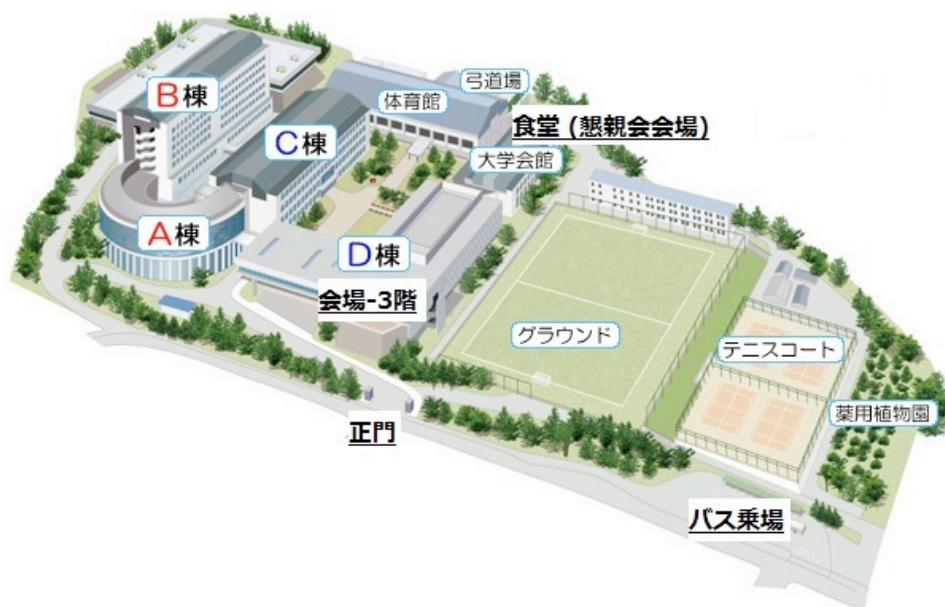 B棟
弓道場
体育館
食堂 (懇親会会場)
C棟
大学会館
A棟
D棟
会場-3階
グラウンド
テニスコート
薬用植物園
正門
バス乗場